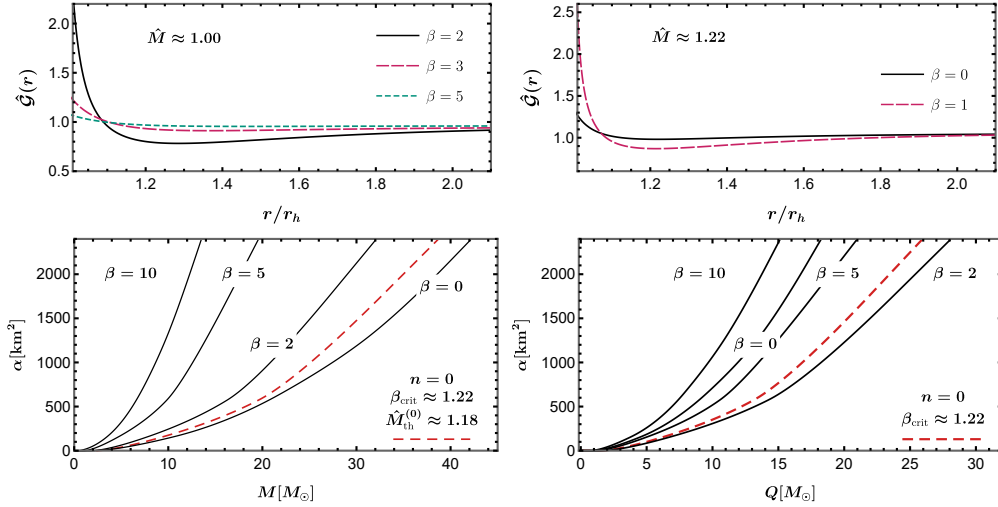 2.0
1.5
1.0
0.5
Ĝ(r)
M̂ ≈ 1.00
β = 2
β = 3
β = 5
1.2 1.4 1.6 1.8 2.0
r/r_h
2.5
2.0
1.5
1.0
Ĝ(r)
M̂ ≈ 1.22
β = 0
β = 1
1.2 1.4 1.6 1.8 2.0
r/r_h
2000
1500
1000
500
0
α[km²]
β = 10
β = 5
β = 0
β = 2
n = 0
β_crit ≈ 1.22
M̂_th^(0) ≈ 1.18
0 10 20 30 40
M[M_⊙]
2000
1500
1000
500
0
α[km²]
β = 10
β = 5
β = 2
β = 0
n = 0
β_crit ≈ 1.22
0 5 10 15 20 25 30
Q[M_⊙]